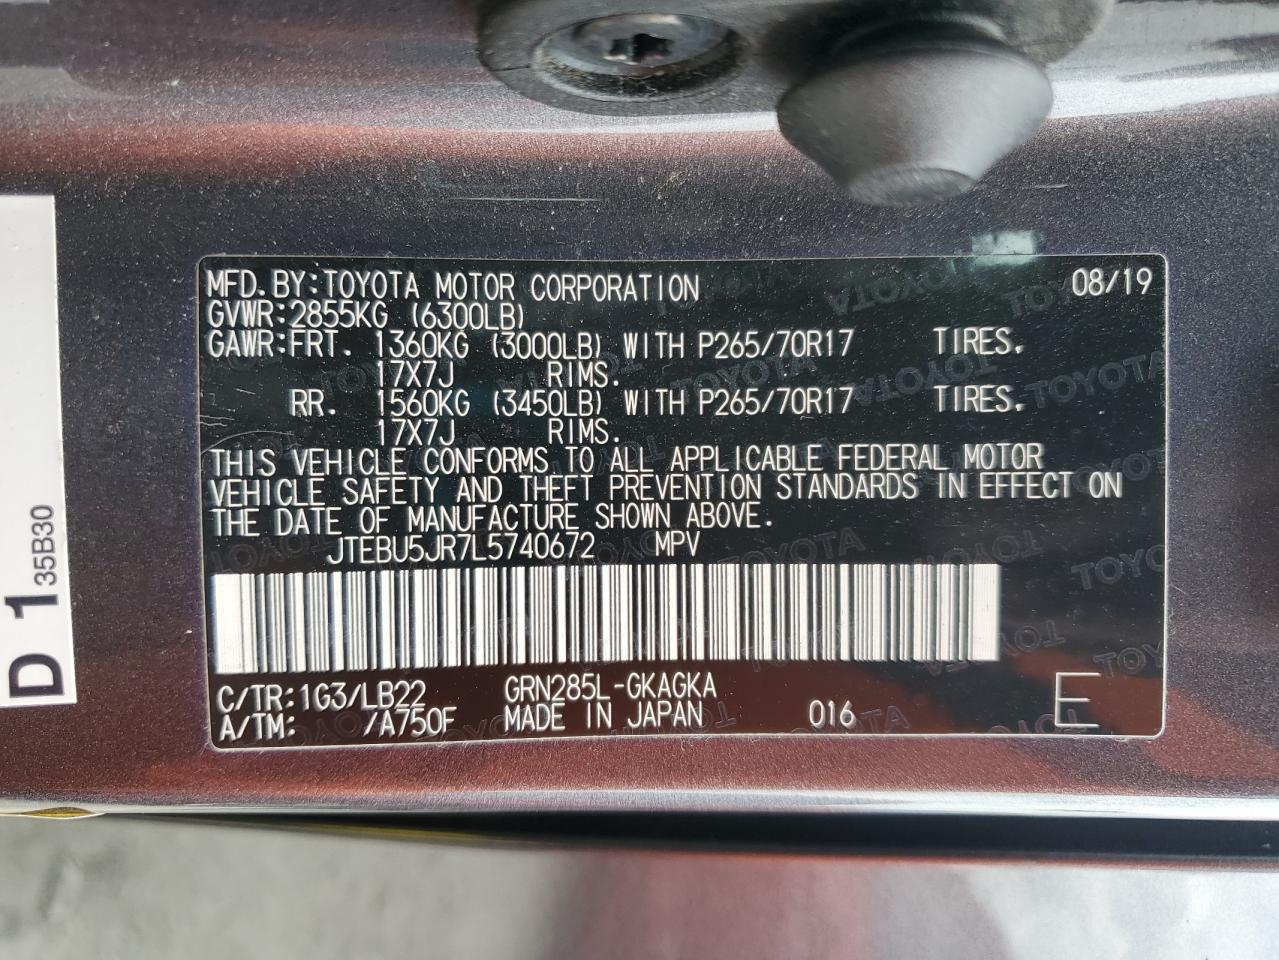 MFD. BY: TOYOTA MOTOR CORPORATION 08/19
GVWR: 2855KG (6300LB)
GAWR: FRT. 1360KG (3000LB) WITH P265/70R17 TIRES,
17X7J RIMS.
RR. 1560KG (3450LB) WITH P265/70R17 TIRES,
17X7J RIMS.
THIS VEHICLE CONFORMS TO ALL APPLICABLE FEDERAL MOTOR
VEHICLE SAFETY AND THEFT PREVENTION STANDARDS IN EFFECT ON
THE DATE OF MANUFACTURE SHOWN ABOVE.
JTEBU5JR7L5740672 MPV
C/TR: 1G3/LB22 GRN285L-GKAGKA
A/TM: /A750F MADE IN JAPAN 016 E
D 1 35B30
TOYOTA